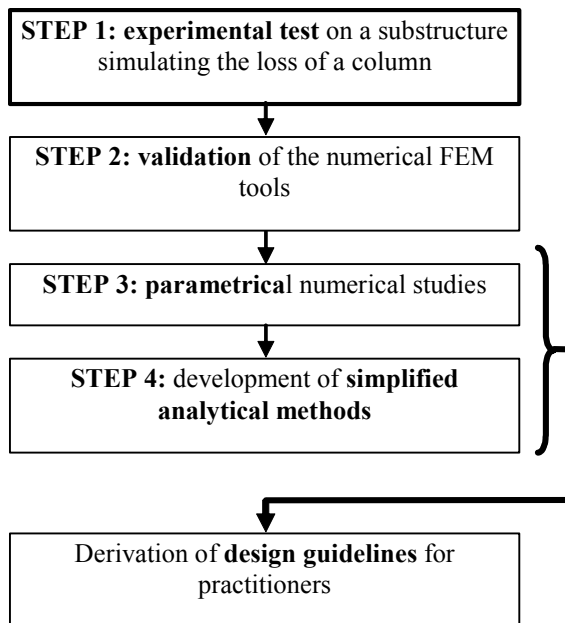 STEP 1: experimental test on a substructure
simulating the loss of a column
STEP 2: validation of the numerical FEM
tools
STEP 3: parametrical numerical studies
STEP 4: development of simplified
analytical methods
Derivation of design guidelines for
practitioners